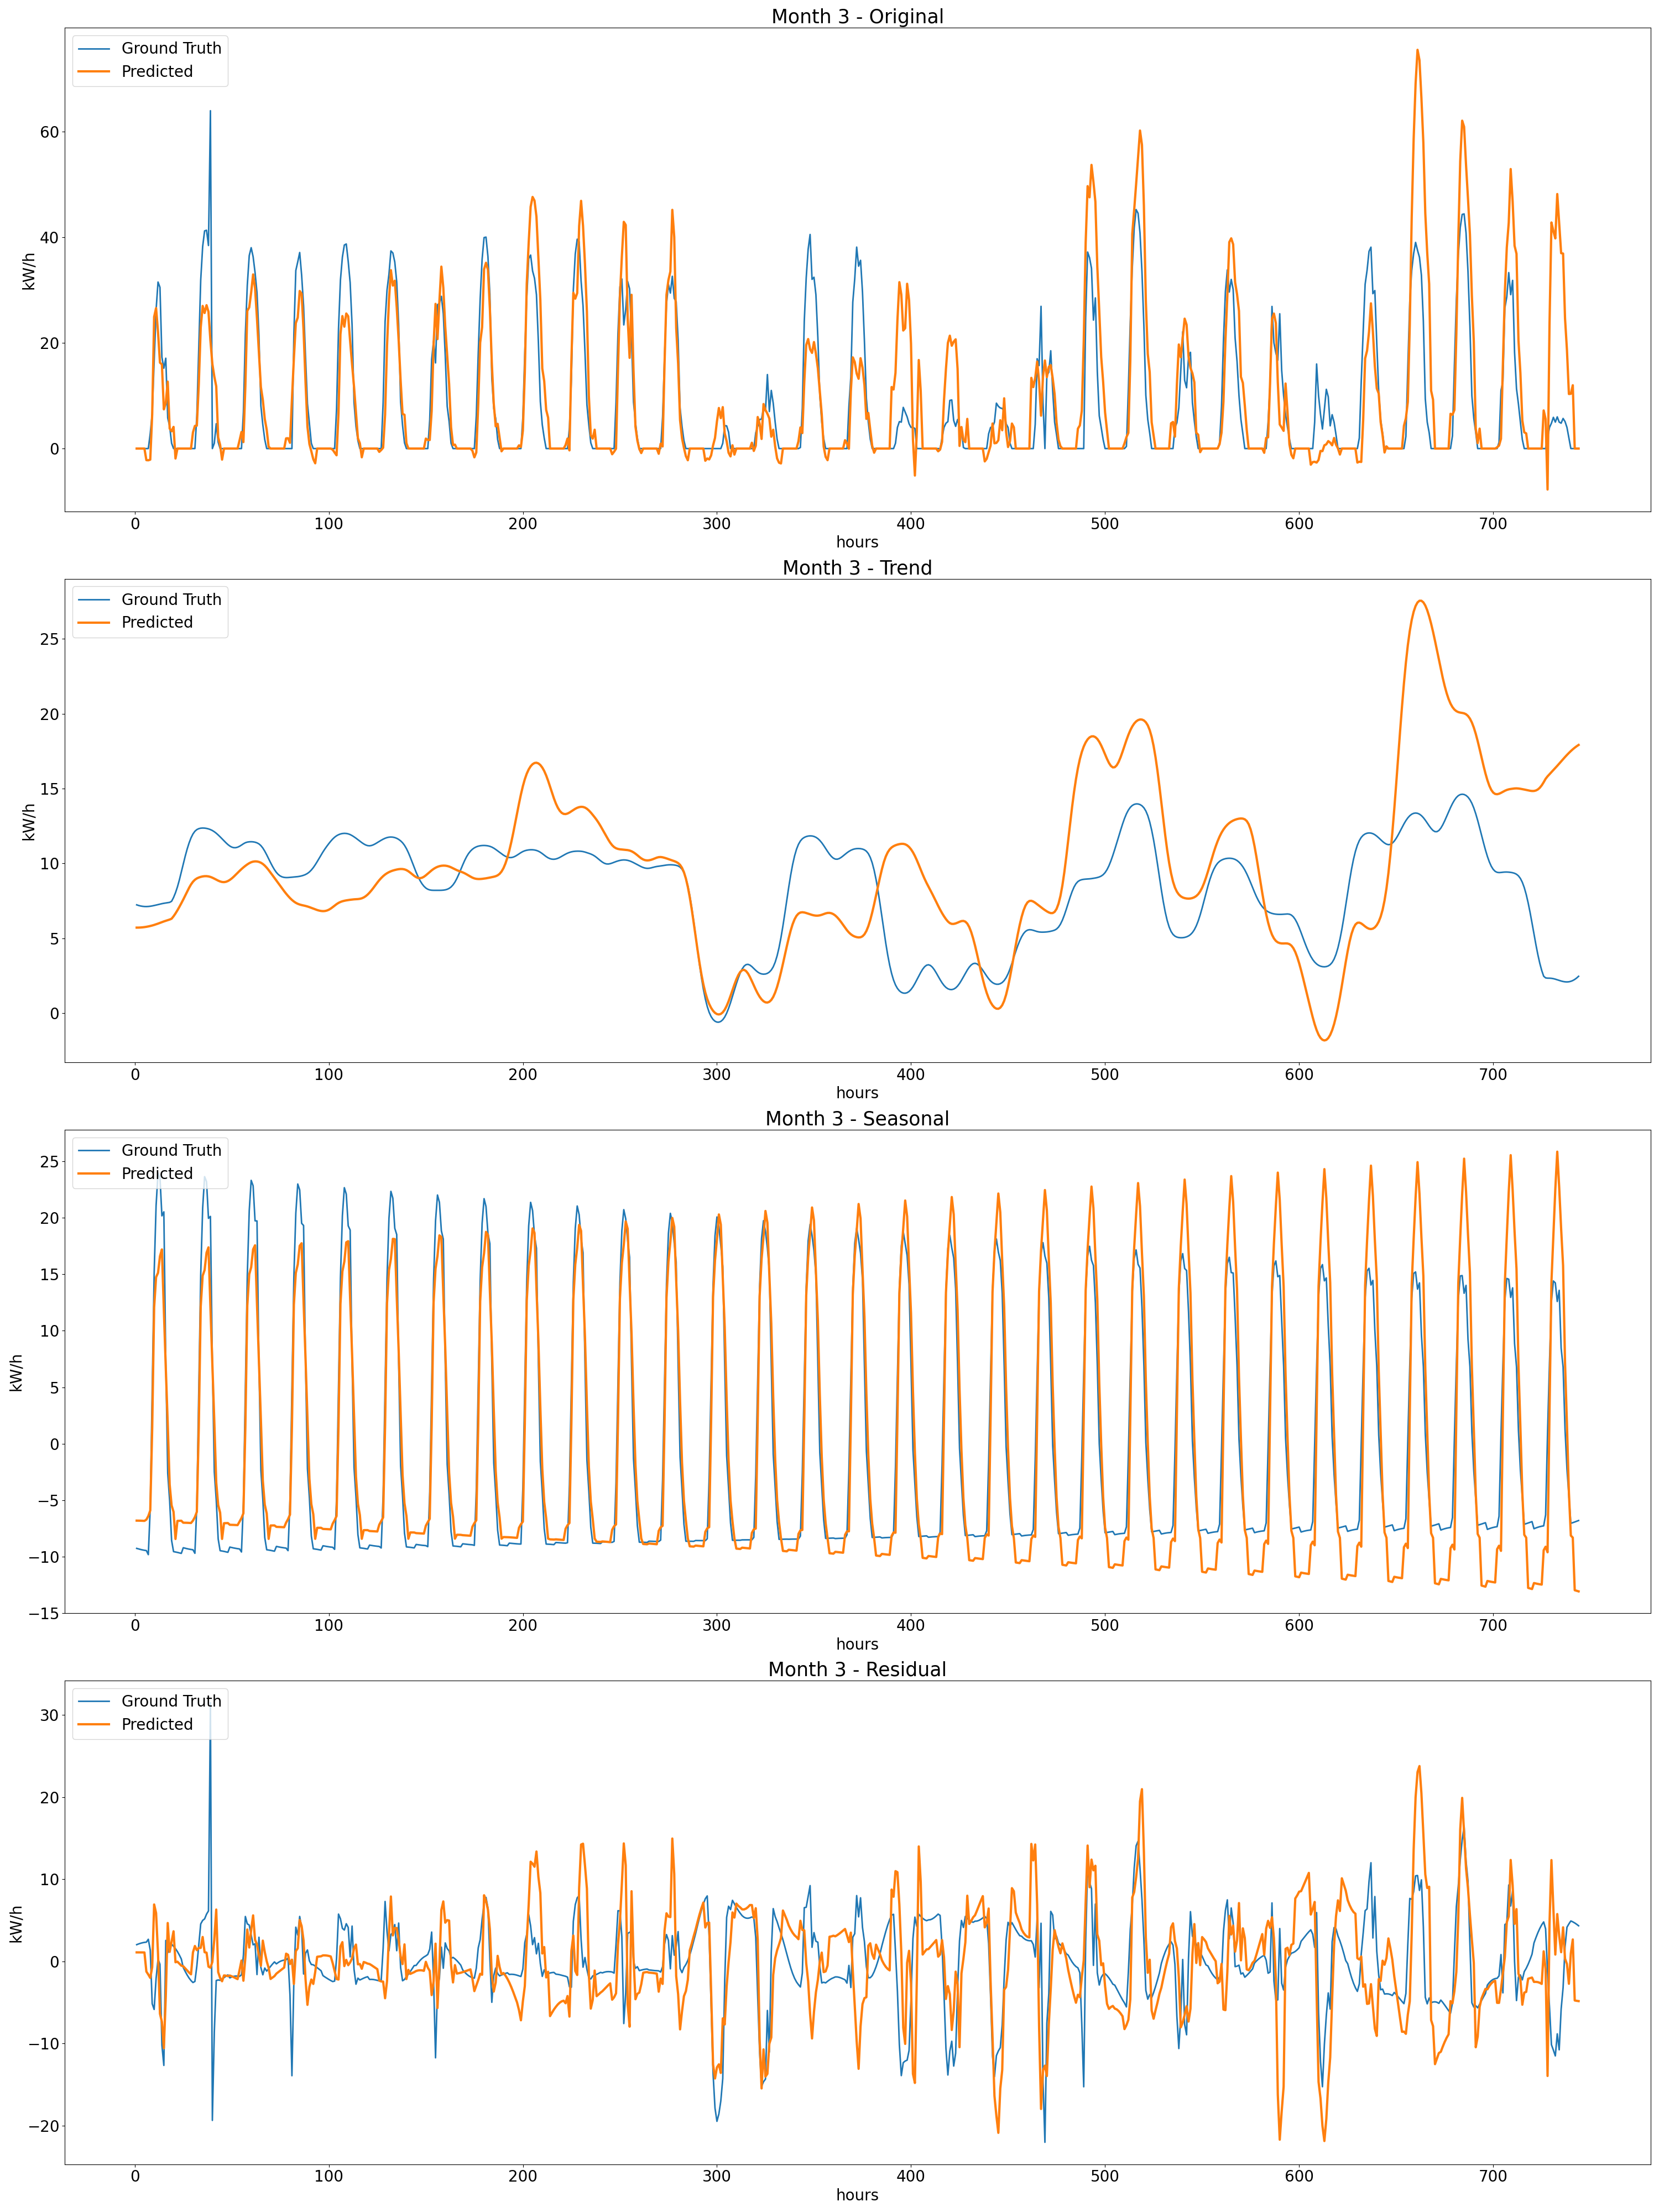 Month 3 - Original
Ground Truth
Predicted
kW/h
60
40
20
0
0 100 200 300 400 500 600 700
hours
Month 3 - Trend
Ground Truth
Predicted
kW/h
25
20
15
10
5
0
0 100 200 300 400 500 600 700
hours
Month 3 - Seasonal
Ground Truth
Predicted
kW/h
25
20
15
10
5
0
−5
−10
−15
0 100 200 300 400 500 600 700
hours
Month 3 - Residual
Ground Truth
Predicted
kW/h
30
20
10
0
−10
−20
0 100 200 300 400 500 600 700
hours